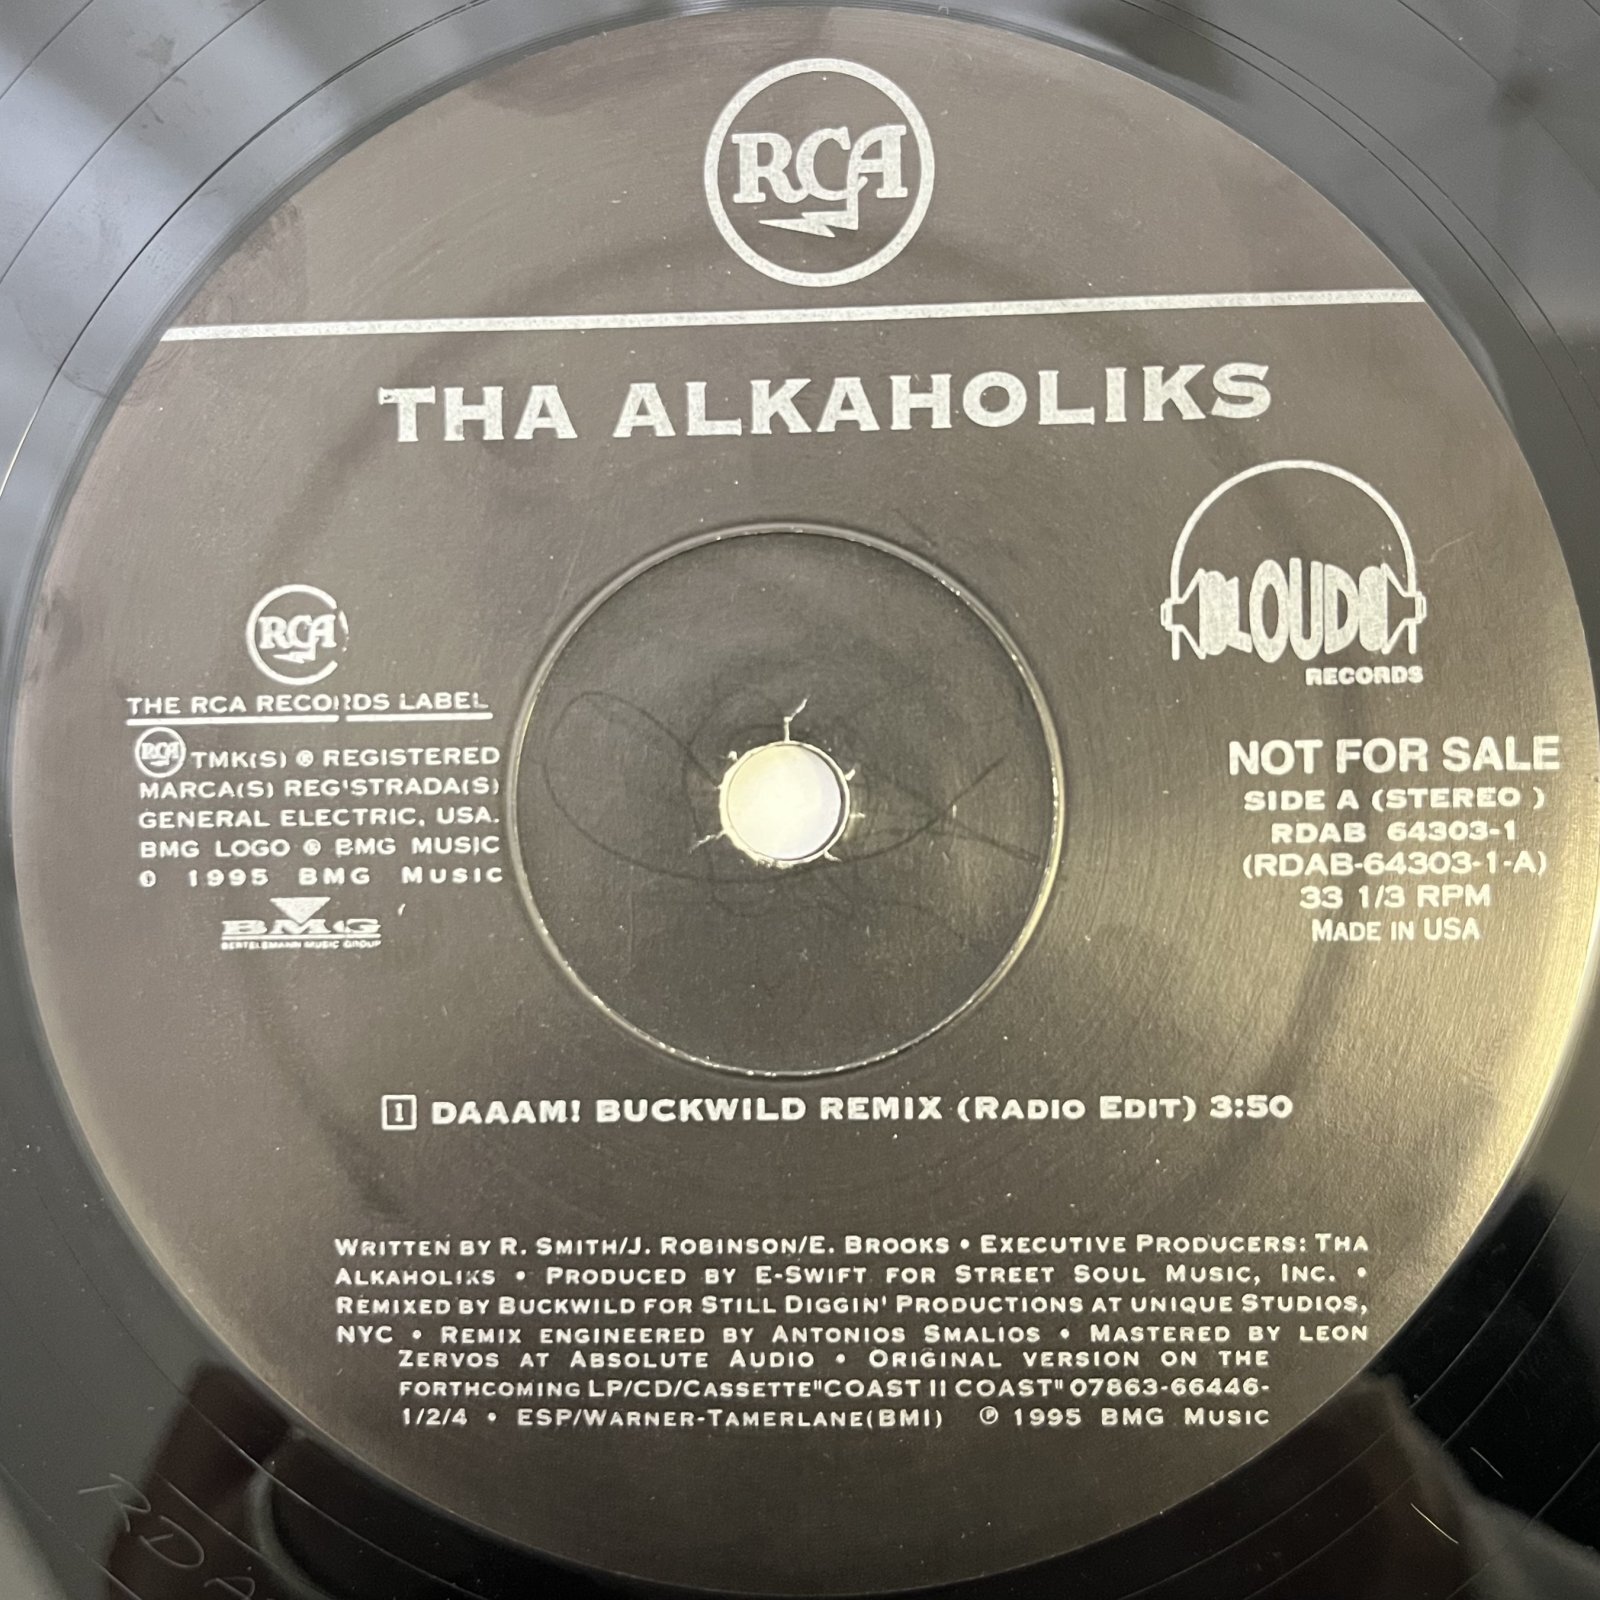 RCA
THA ALKAHOLIKS
LOUD
RECORDS
RCA
THE RCA RECORDS LABEL
RCA TMK(S) ® REGISTERED
MARCA(S) REG'STRADA(S)
GENERAL ELECTRIC, USA.
BMG LOGO ® BMG MUSIC
© 1995 BMG MUSIC
BMG
BERTELSMANN MUSIC GROUP
NOT FOR SALE
SIDE A (STEREO )
RDAB 64303-1
(RDAB-64303-1-A)
33 1/3 RPM
MADE IN USA
1 DAAAM! BUCKWILD REMIX (RADIO EDIT) 3:50
WRITTEN BY R. SMITH/J. ROBINSON/E. BROOKS • EXECUTIVE PRODUCERS: THA
ALKAHOLIKS • PRODUCED BY E-SWIFT FOR STREET SOUL MUSIC, INC. •
REMIXED BY BUCKWILD FOR STILL DIGGIN' PRODUCTIONS AT UNIQUE STUDIOS,
NYC • REMIX ENGINEERED BY ANTONIOS SMALIOS • MASTERED BY LEON
ZERVOS AT ABSOLUTE AUDIO • ORIGINAL VERSION ON THE
FORTHCOMING LP/CD/CASSETTE"COAST II COAST" 07863-66446-
1/2/4 • ESP/WARNER-TAMERLANE(BMI) ℗ 1995 BMG MUSIC
RDA